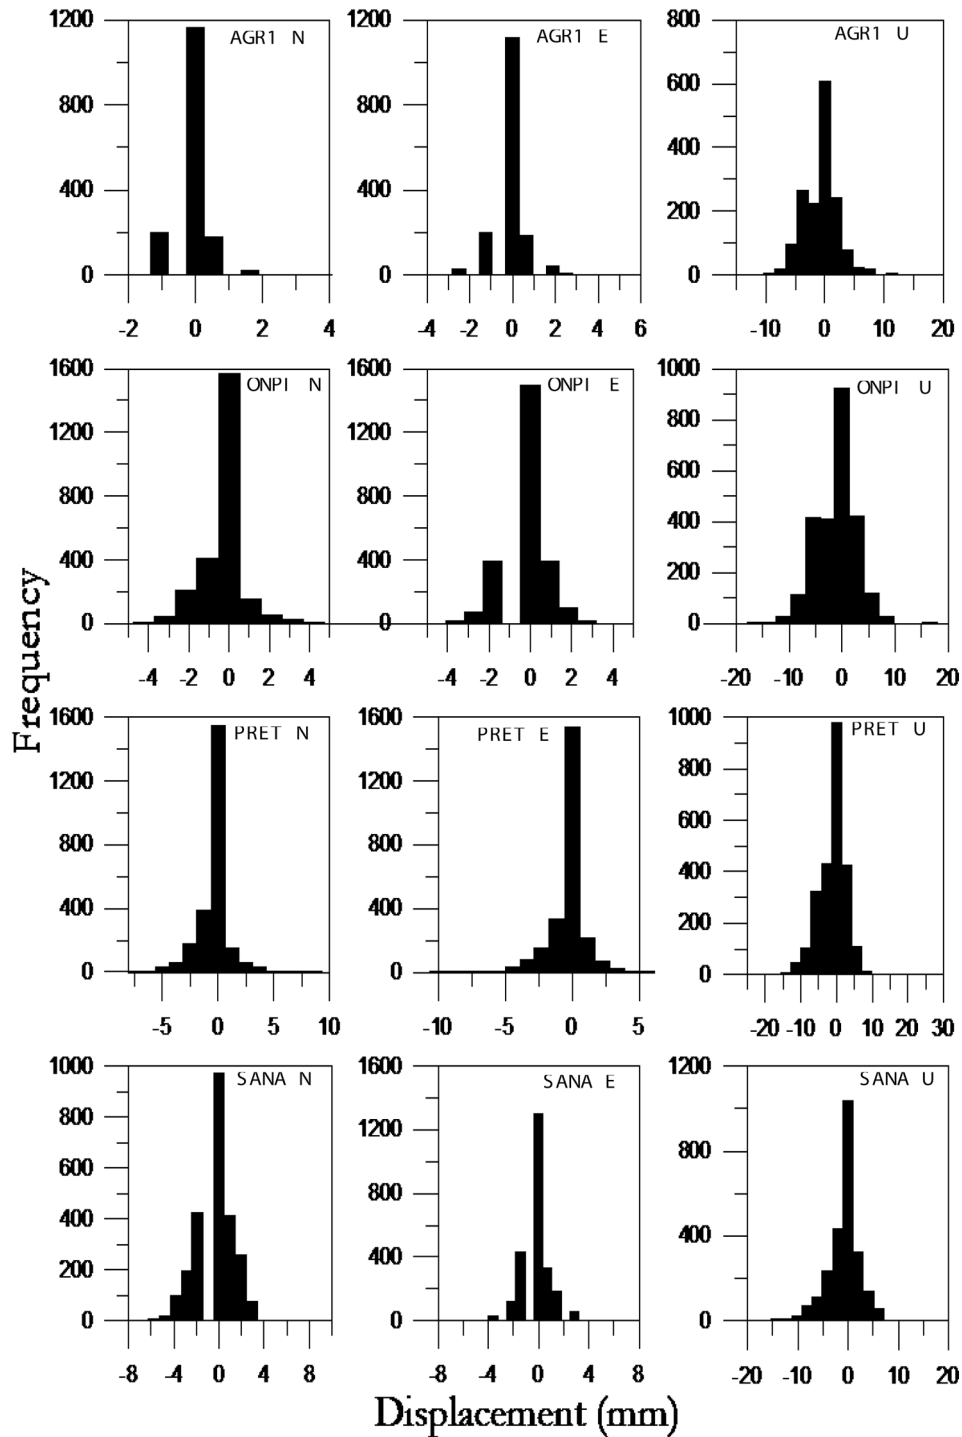 1200
800
400
0
-2 0 2 4
AGR1 N
1200
800
400
0
-4 -2 0 2 4 6
AGR1 E
800
600
400
200
0
-10 0 10 20
AGR1 U
1600
1200
800
400
0
-4 -2 0 2 4
ONPI N
1600
1200
800
400
0
-4 -2 0 2 4
ONPI E
1000
800
600
400
200
0
-20 -10 0 10 20
ONPI U
1600
1200
800
400
0
-5 0 5 10
PRET N
1600
1200
800
400
0
-10 -5 0 5
PRET E
1000
800
600
400
200
0
-20 -10 0 10 20 30
PRET U
1000
800
600
400
200
0
-8 -4 0 4 8
SANA N
1600
1200
800
400
0
-8 -4 0 4 8
SANA E
1200
800
400
0
-20 -10 0 10 20
SANA U
Frequency
Displacement (mm)